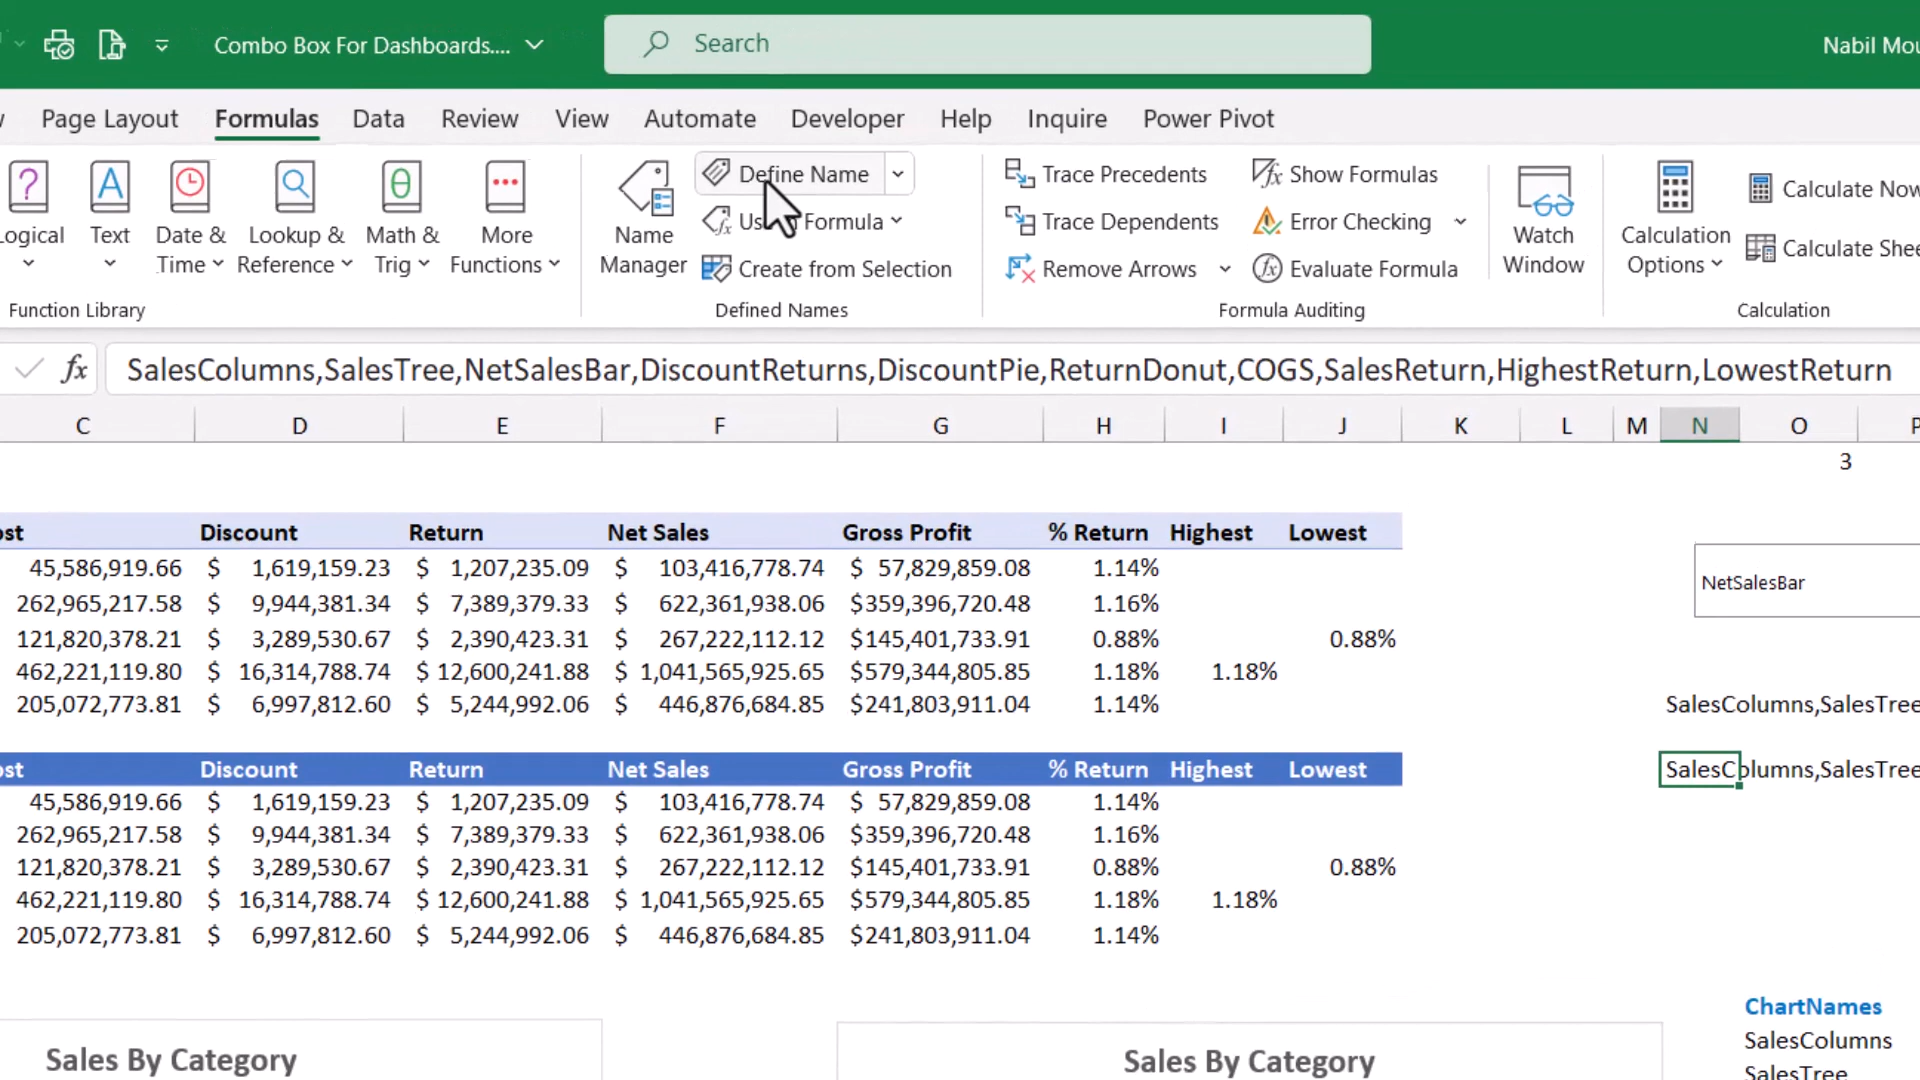 Combo Box For Dashboards....
Search
Nabil Mou
Page Layout
Formulas
Data
Review
View
Automate
Developer
Help
Inquire
Power Pivot
Logical
Text
Date &
Time
Lookup &
Reference
Math &
Trig
More
Functions
Function Library
Name
Manager
Define Name
Formula
Create from Selection
Defined Names
Trace Precedents
Trace Dependents
Remove Arrows
Show Formulas
Error Checking
Evaluate Formula
Formula Auditing
Watch
Window
Calculation
Options
Calculate Now
Calculate Shee
Calculation
fx SalesColumns,SalesTree,NetSalesBar,DiscountReturns,DiscountPie,ReturnDonut,COGS,SalesReturn,HighestReturn,LowestReturn
C D E F G H I J K L M N O P
3
ost Discount Return Net Sales Gross Profit % Return Highest Lowest
45,586,919.66 $ 1,619,159.23 $ 1,207,235.09 $ 103,416,778.74 $ 57,829,859.08 1.14%
NetSalesBar
262,965,217.58 $ 9,944,381.34 $ 7,389,379.33 $ 622,361,938.06 $359,396,720.48 1.16%
121,820,378.21 $ 3,289,530.67 $ 2,390,423.31 $ 267,222,112.12 $145,401,733.91 0.88% 0.88%
462,221,119.80 $ 16,314,788.74 $ 12,600,241.88 $ 1,041,565,925.65 $579,344,805.85 1.18% 1.18%
205,072,773.81 $ 6,997,812.60 $ 5,244,992.06 $ 446,876,684.85 $241,803,911.04 1.14% SalesColumns,SalesTree
ost Discount Return Net Sales Gross Profit % Return Highest Lowest SalesColumns,SalesTree
45,586,919.66 $ 1,619,159.23 $ 1,207,235.09 $ 103,416,778.74 $ 57,829,859.08 1.14%
262,965,217.58 $ 9,944,381.34 $ 7,389,379.33 $ 622,361,938.06 $359,396,720.48 1.16%
121,820,378.21 $ 3,289,530.67 $ 2,390,423.31 $ 267,222,112.12 $145,401,733.91 0.88% 0.88%
462,221,119.80 $ 16,314,788.74 $ 12,600,241.88 $ 1,041,565,925.65 $579,344,805.85 1.18% 1.18%
205,072,773.81 $ 6,997,812.60 $ 5,244,992.06 $ 446,876,684.85 $241,803,911.04 1.14%
ChartNames
SalesColumns
SalesTree
Sales By Category
Sales By Category